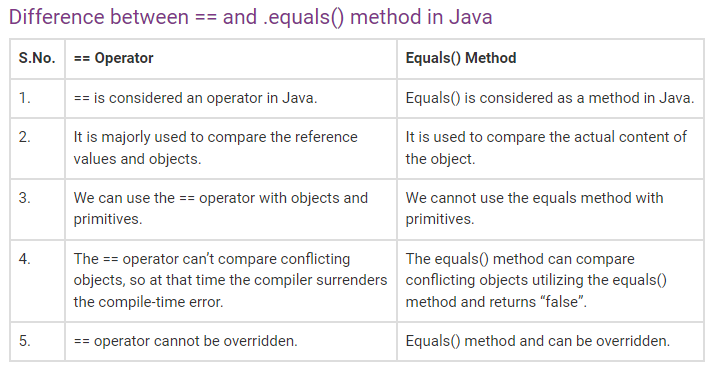 Difference between == and .equals() method in Java
S.No. == Operator Equals() Method
1. == is considered an operator in Java. Equals() is considered as a method in Java.
2. It is majorly used to compare the reference
values and objects.
It is used to compare the actual content of
the object.
3. We can use the == operator with objects and
primitives.
We cannot use the equals method with
primitives.
4. The == operator can’t compare conflicting
objects, so at that time the compiler surrenders
the compile-time error.
The equals() method can compare
conflicting objects utilizing the equals()
method and returns “false”.
5. == operator cannot be overridden. Equals() method and can be overridden.